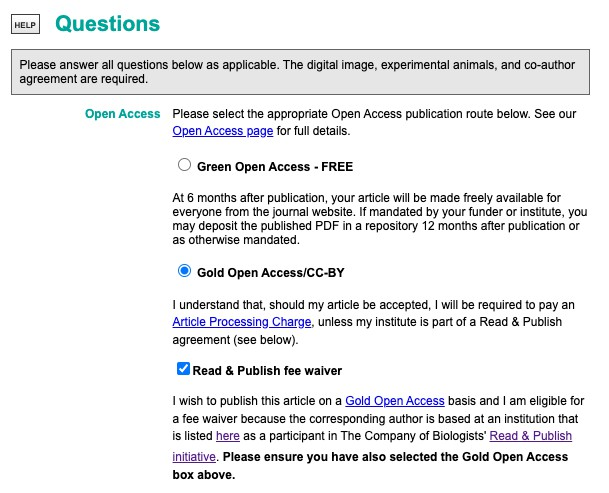 HELP Questions
Please answer all questions below as applicable. The digital image, experimental animals, and co-author
agreement are required.
Open Access Please select the appropriate Open Access publication route below. See our
Open Access page for full details.
Green Open Access - FREE
At 6 months after publication, your article will be made freely available for
everyone from the journal website. If mandated by your funder or institute, you
may deposit the published PDF in a repository 12 months after publication or
as otherwise mandated.
Gold Open Access/CC-BY
I understand that, should my article be accepted, I will be required to pay an
Article Processing Charge, unless my institute is part of a Read & Publish
agreement (see below).
Read & Publish fee waiver
I wish to publish this article on a Gold Open Access basis and I am eligible for
a fee waiver because the corresponding author is based at an institution that
is listed here as a participant in The Company of Biologists' Read & Publish
initiative. Please ensure you have also selected the Gold Open Access
box above.